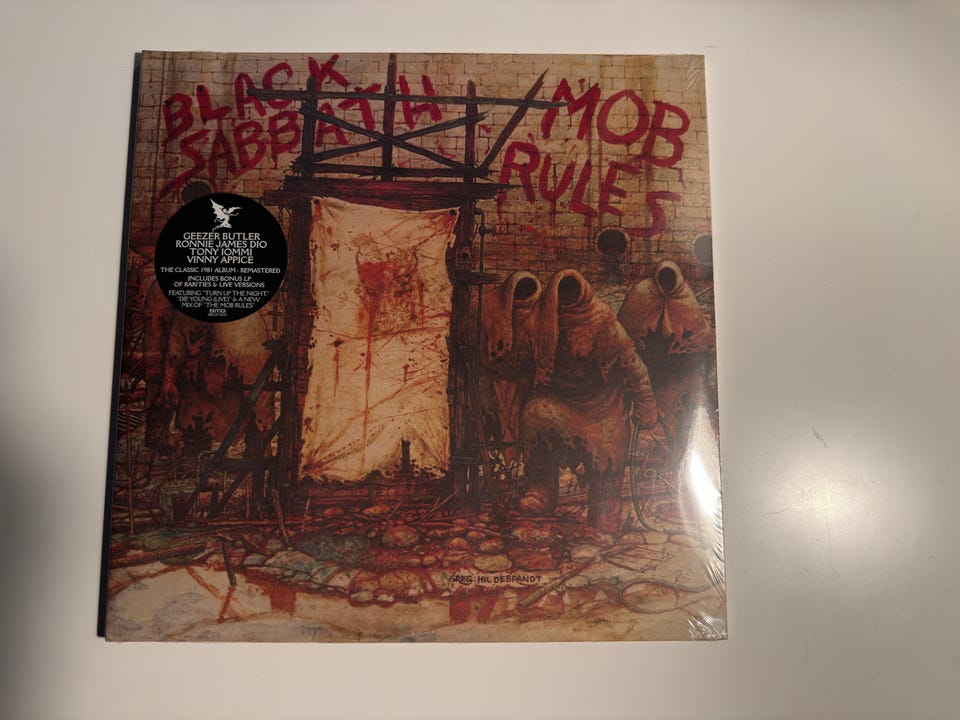 BLACK
SABBATH
MOB
RULES
GEEZER BUTLER
RONNIE JAMES DIO
TONY IOMMI
VINNY APPICE
THE CLASSIC 1981 ALBUM - REMASTERED
INCLUDES BONUS LP
OF RARITIES & LIVE VERSIONS
FEATURING "TURN UP THE NIGHT,"
"DIE YOUNG (LIVE)" & A NEW
MIX OF "THE MOB RULES"
BMG
GREG HILDEBRANDT